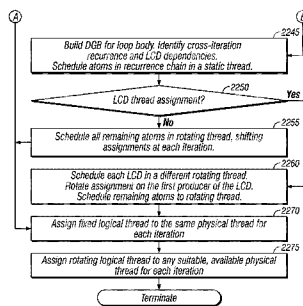 A
B
2245
Build DGB for loop body. Identify cross-iteration
recurrence and LCD dependencies.
Schedule atoms in recurrence chain in a static thread.
2250
LCD thread assignment?
Yes
No
2255
Schedule all remaining atoms in rotating thread, shifting
assignments at each iteration.
2260
Schedule each LCD in a different rotating thread.
Rotate assignment on the first producer of the LCD.
Schedule remaining atoms to rotating thread.
2270
Assign fixed logical thread to the same physical thread for
each iteration
2275
Assign rotating logical thread to any suitable, available physical
thread for each iteration
Terminate